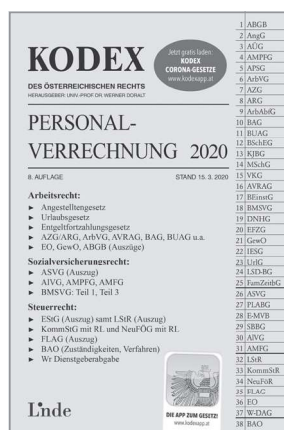 KODEX
DES ÖSTERREICHISCHEN RECHTS
HERAUSGEBER: UNIV.-PROF. DR. WERNER DORALT
Jetzt gratis laden:
KODEX
CORONA-GESETZE
www.kodexapp.at
PERSONAL-
VERRECHNUNG 2020
8. AUFLAGE STAND 15. 3. 2020
Arbeitsrecht:
► Angestelltengesetz
► Urlaubsgesetz
► Entgeltfortzahlungsgesetz
► AZG/ARG, ArbVG, AVRAG, BAG, BUAG u.a.
► EO, GewO, ABGB (Auszüge)
Sozialversicherungsrecht:
► ASVG (Auszug)
► AlVG, AMPFG, AMFG
► BMSVG: Teil 1, Teil 3
Steuerrecht:
► EStG (Auszug) samt LStR (Auszug)
► KommStG mit RL und NeuFÖG mit RL
► FLAG (Auszug)
► BAO (Zuständigkeiten, Verfahren)
► Wr Dienstgeberabgabe
Linde
DIE APP ZUM GESETZ!
www.kodexapp.at
1 ABGB
2 AngG
3 AÜG
4 AMPFG
5 APSG
6 ArbVG
7 AZG
8 ARG
9 ArbAbfG
10 BAG
11 BUAG
12 BSchEG
13 KJBG
14 MSchG
15 VKG
16 AVRAG
17 BEinstG
18 BMSVG
19 DNHG
20 EFZG
21 GewO
22 IESG
23 UrlG
24 LSD-BG
25 FamZeitbG
26 ASVG
27 PLABG
28 E-MVB
29 SBBG
30 AlVG
31 AMFG
32 LStR
33 KommStR
34 NeuFöR
35 FLAG
36 EO
37 W-DAG
38 BAO